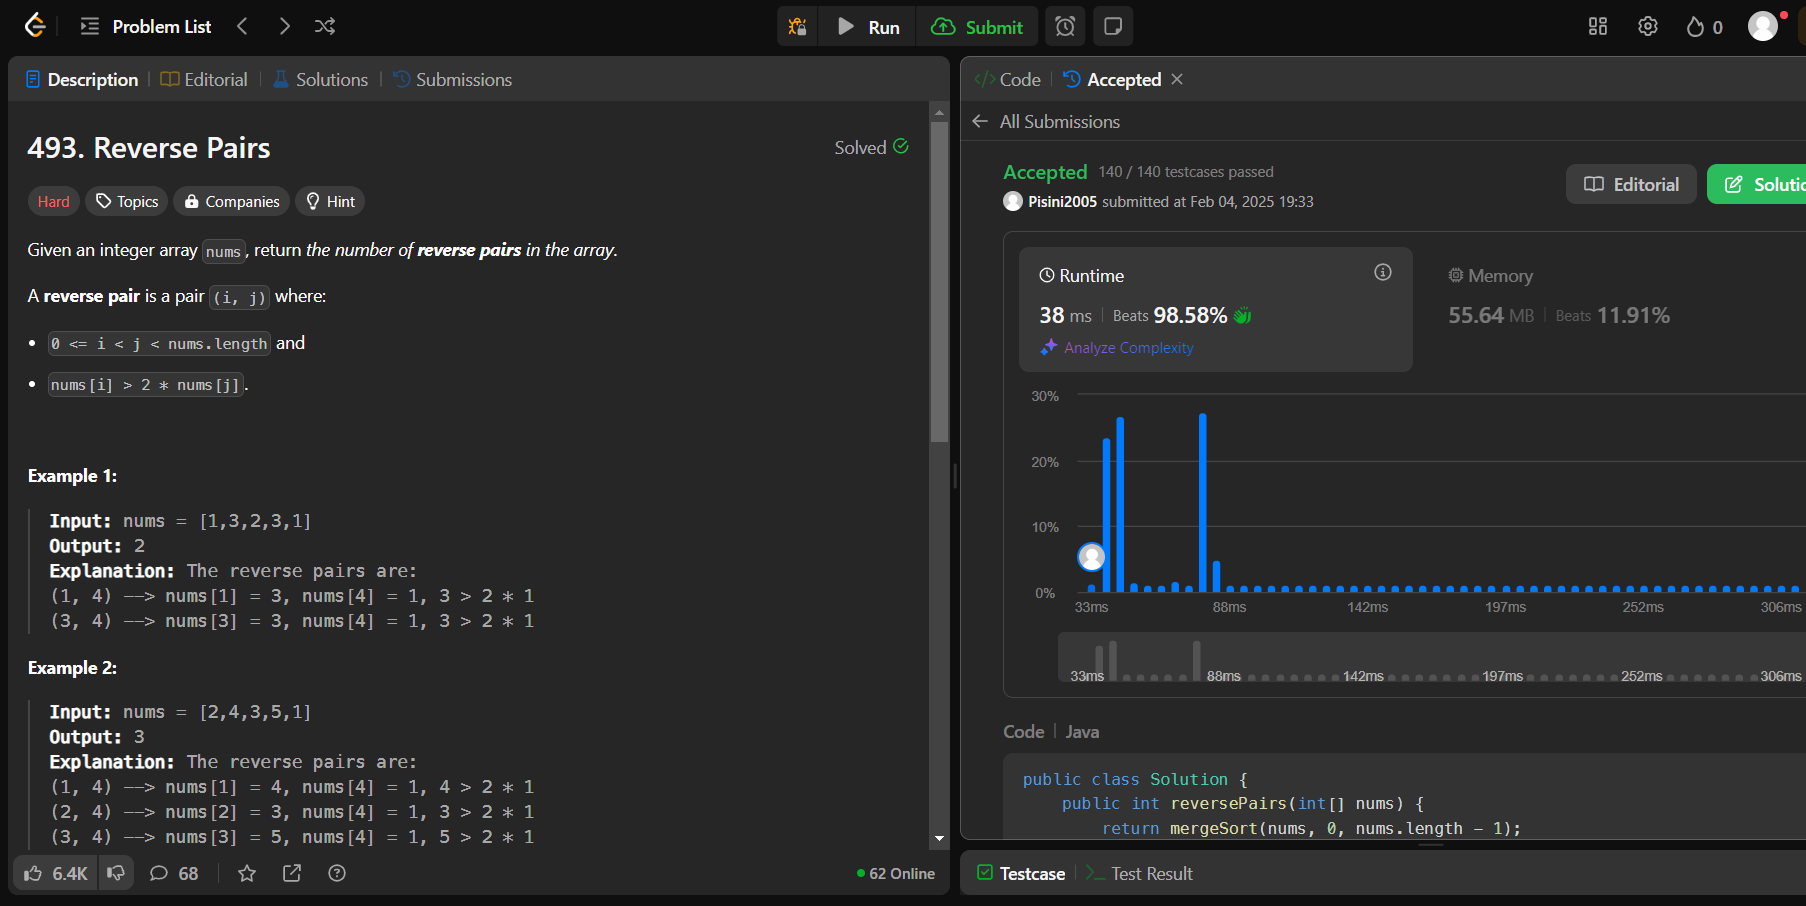 Problem List
Run
Submit
0
Description
Editorial
Solutions
Submissions
493. Reverse Pairs
Solved
Hard
Topics
Companies
Hint
Given an integer array nums, return the number of reverse pairs in the array.
A reverse pair is a pair (i, j) where:
• 0 <= i < j < nums.length and
• nums[i] > 2 * nums[j].
Example 1:
Input: nums = [1,3,2,3,1]
Output: 2
Explanation: The reverse pairs are:
(1, 4) --> nums[1] = 3, nums[4] = 1, 3 > 2 * 1
(3, 4) --> nums[3] = 3, nums[4] = 1, 3 > 2 * 1
Example 2:
Input: nums = [2,4,3,5,1]
Output: 3
Explanation: The reverse pairs are:
(1, 4) --> nums[1] = 4, nums[4] = 1, 4 > 2 * 1
(2, 4) --> nums[2] = 3, nums[4] = 1, 3 > 2 * 1
(3, 4) --> nums[3] = 5, nums[4] = 1, 5 > 2 * 1
6.4K
68
62 Online
</> Code
Accepted
All Submissions
Accepted 140 / 140 testcases passed
Pisini2005 submitted at Feb 04, 2025 19:33
Editorial
Solutio
Runtime
38 ms | Beats 98.58%
Analyze Complexity
Memory
55.64 MB | Beats 11.91%
30%
20%
10%
0%
33ms 88ms 142ms 197ms 252ms 306ms
33ms 88ms 142ms 197ms 252ms 306ms
Code | Java
public class Solution {
public int reversePairs(int[] nums) {
return mergeSort(nums, 0, nums.length - 1);
Testcase
Test Result